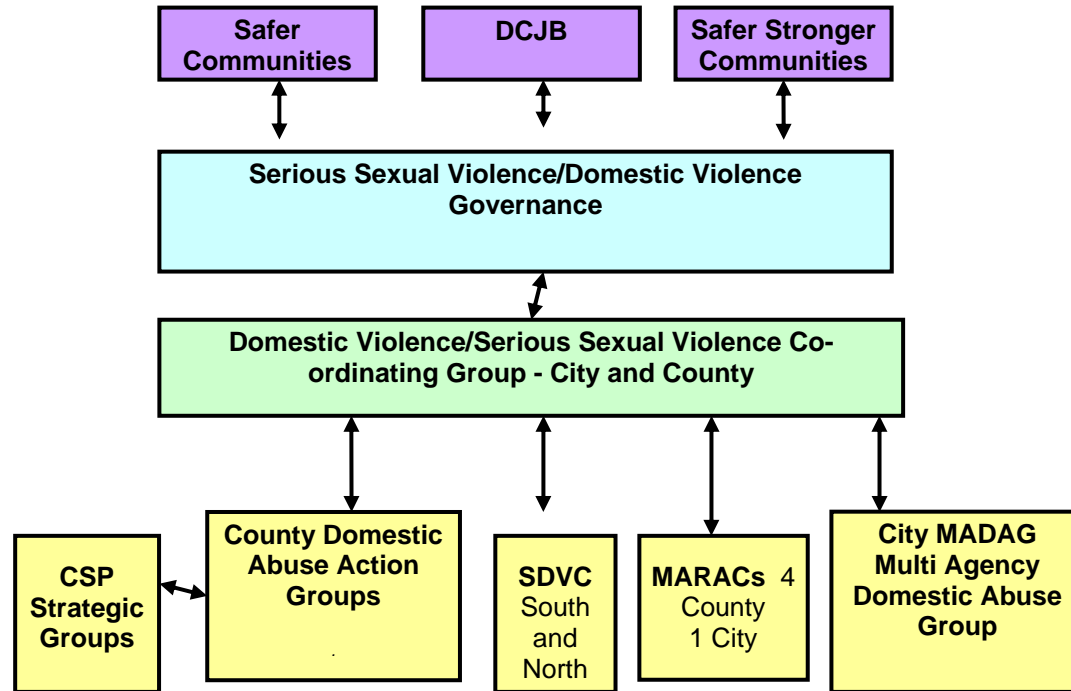 Safer
Communities
DCJB
Safer Stronger
Communities
Serious Sexual Violence/Domestic Violence
Governance
Domestic Violence/Serious Sexual Violence Co-
ordinating Group - City and County
CSP
Strategic
Groups
County Domestic
Abuse Action
Groups
.
SDVC
South
and
North
MARACs 4
County
1 City
City MADAG
Multi Agency
Domestic Abuse
Group